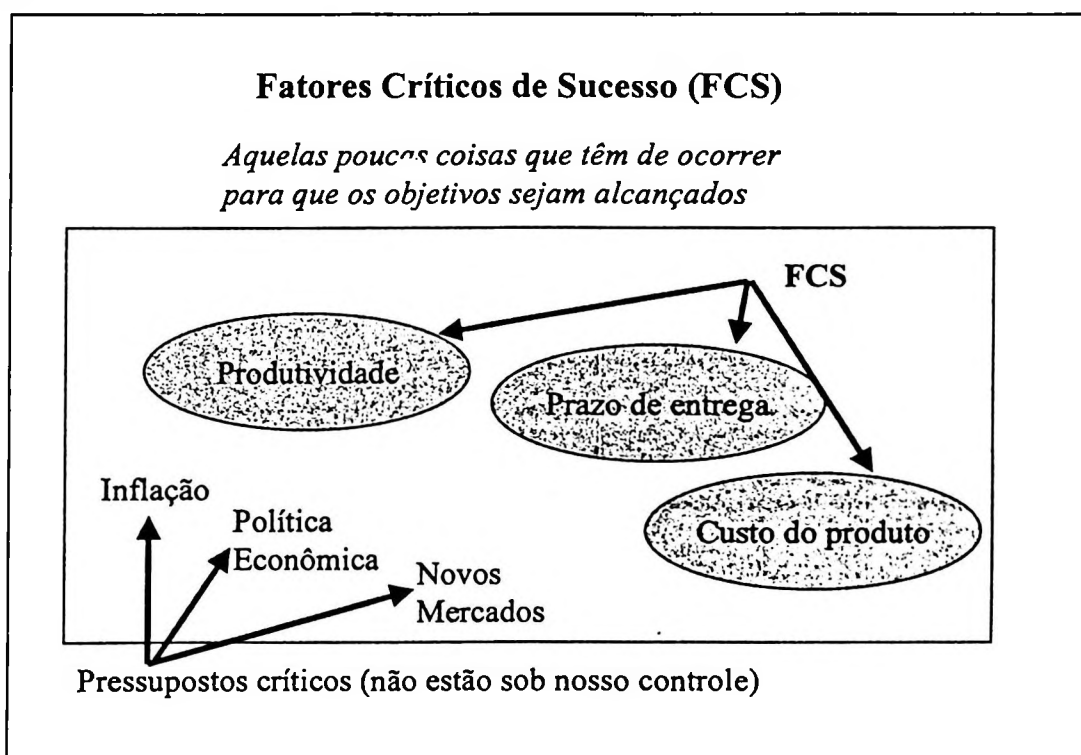 Fatores Críticos de Sucesso (FCS)
Aquelas poucas coisas que têm de ocorrer
para que os objetivos sejam alcançados
FCS
Produtividade
Prazo de entrega
Custo do produto
Inflação
Política
Econômica
Novos
Mercados
Pressupostos críticos (não estão sob nosso controle)